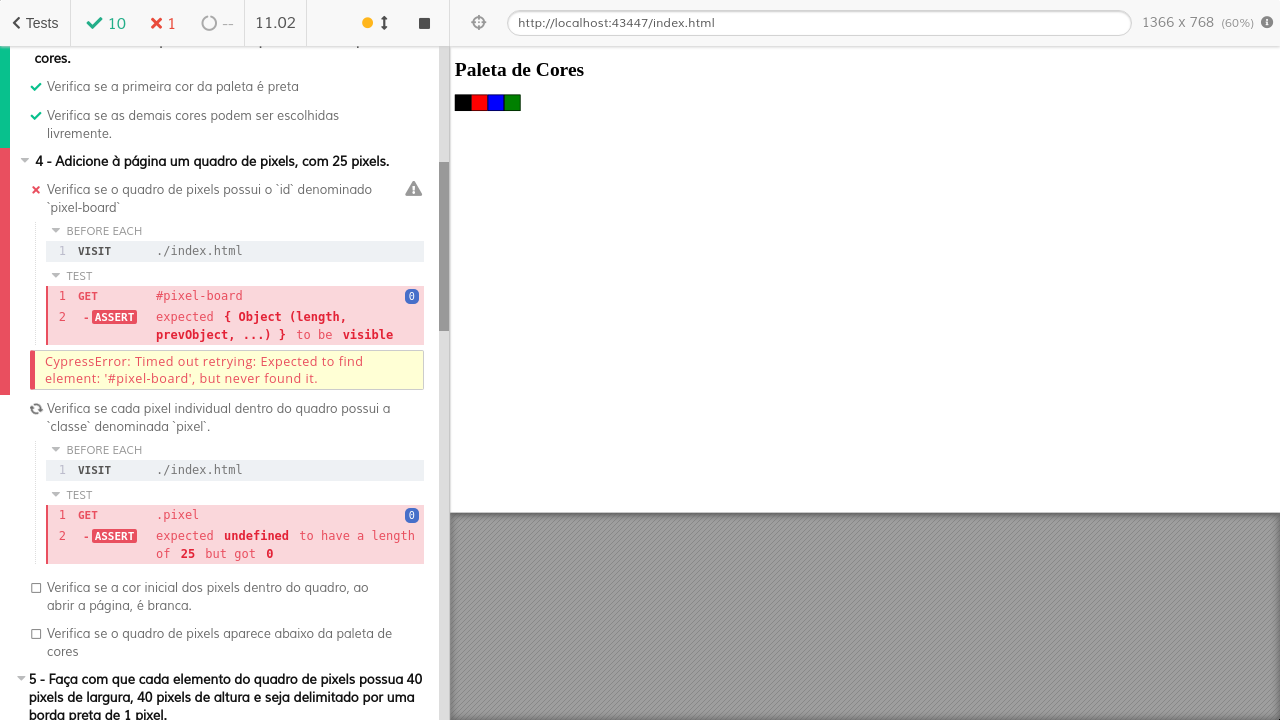 Tests
10
1
--
11.02
http://localhost:43447/index.html
1366 x 768 (60%)
cores.
Verifica se a primeira cor da paleta é preta
Verifica se as demais cores podem ser escolhidas
livremente.
4 - Adicione à página um quadro de pixels, com 25 pixels.
Verifica se o quadro de pixels possui o `id` denominado
`pixel-board`
BEFORE EACH
1 VISIT ./index.html
TEST
1 GET #pixel-board 0
2 - ASSERT expected { Object (length,
prevObject, ...) } to be visible
CypressError: Timed out retrying: Expected to find
element: '#pixel-board', but never found it.
Verifica se cada pixel individual dentro do quadro possui a
`classe` denominada `pixel`.
BEFORE EACH
1 VISIT ./index.html
TEST
1 GET .pixel 0
2 - ASSERT expected undefined to have a length
of 25 but got 0
Verifica se a cor inicial dos pixels dentro do quadro, ao
abrir a página, é branca.
Verifica se o quadro de pixels aparece abaixo da paleta de
cores
5 - Faça com que cada elemento do quadro de pixels possua 40
pixels de largura, 40 pixels de altura e seja delimitado por uma
borda preta de 1 pixel.
Paleta de Cores